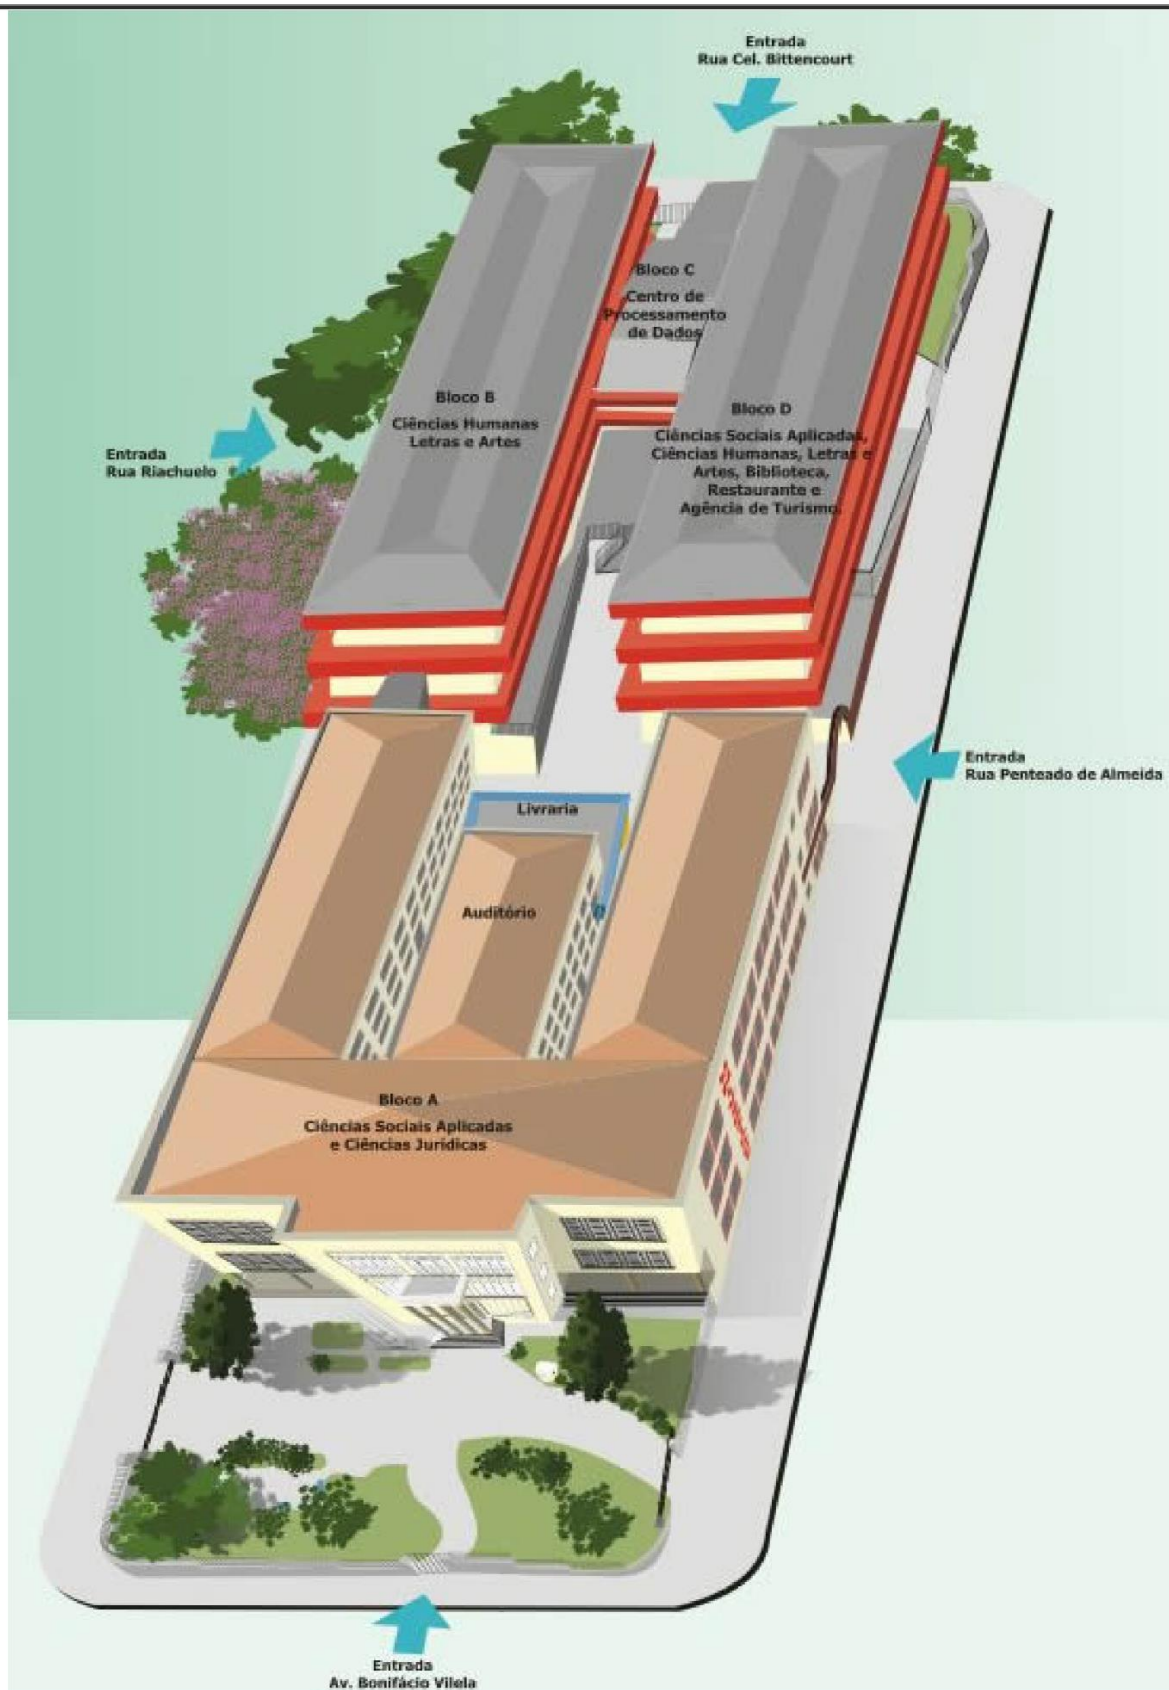 Entrada
Rua Cel. Bittencourt
Bloco C
Centro de
Processamento
de Dados
Bloco B
Ciências Humanas
Letras e Artes
Bloco D
Ciências Sociais Aplicadas,
Ciências Humanas, Letras e
Artes, Biblioteca,
Restaurante e
Agência de Turismo.
Entrada
Rua Riachuelo
Entrada
Rua Penteado de Almeida
Livraria
Auditório
Bloco A
Ciências Sociais Aplicadas
e Ciências Jurídicas
Entrada
Av. Bonifácio Vilela